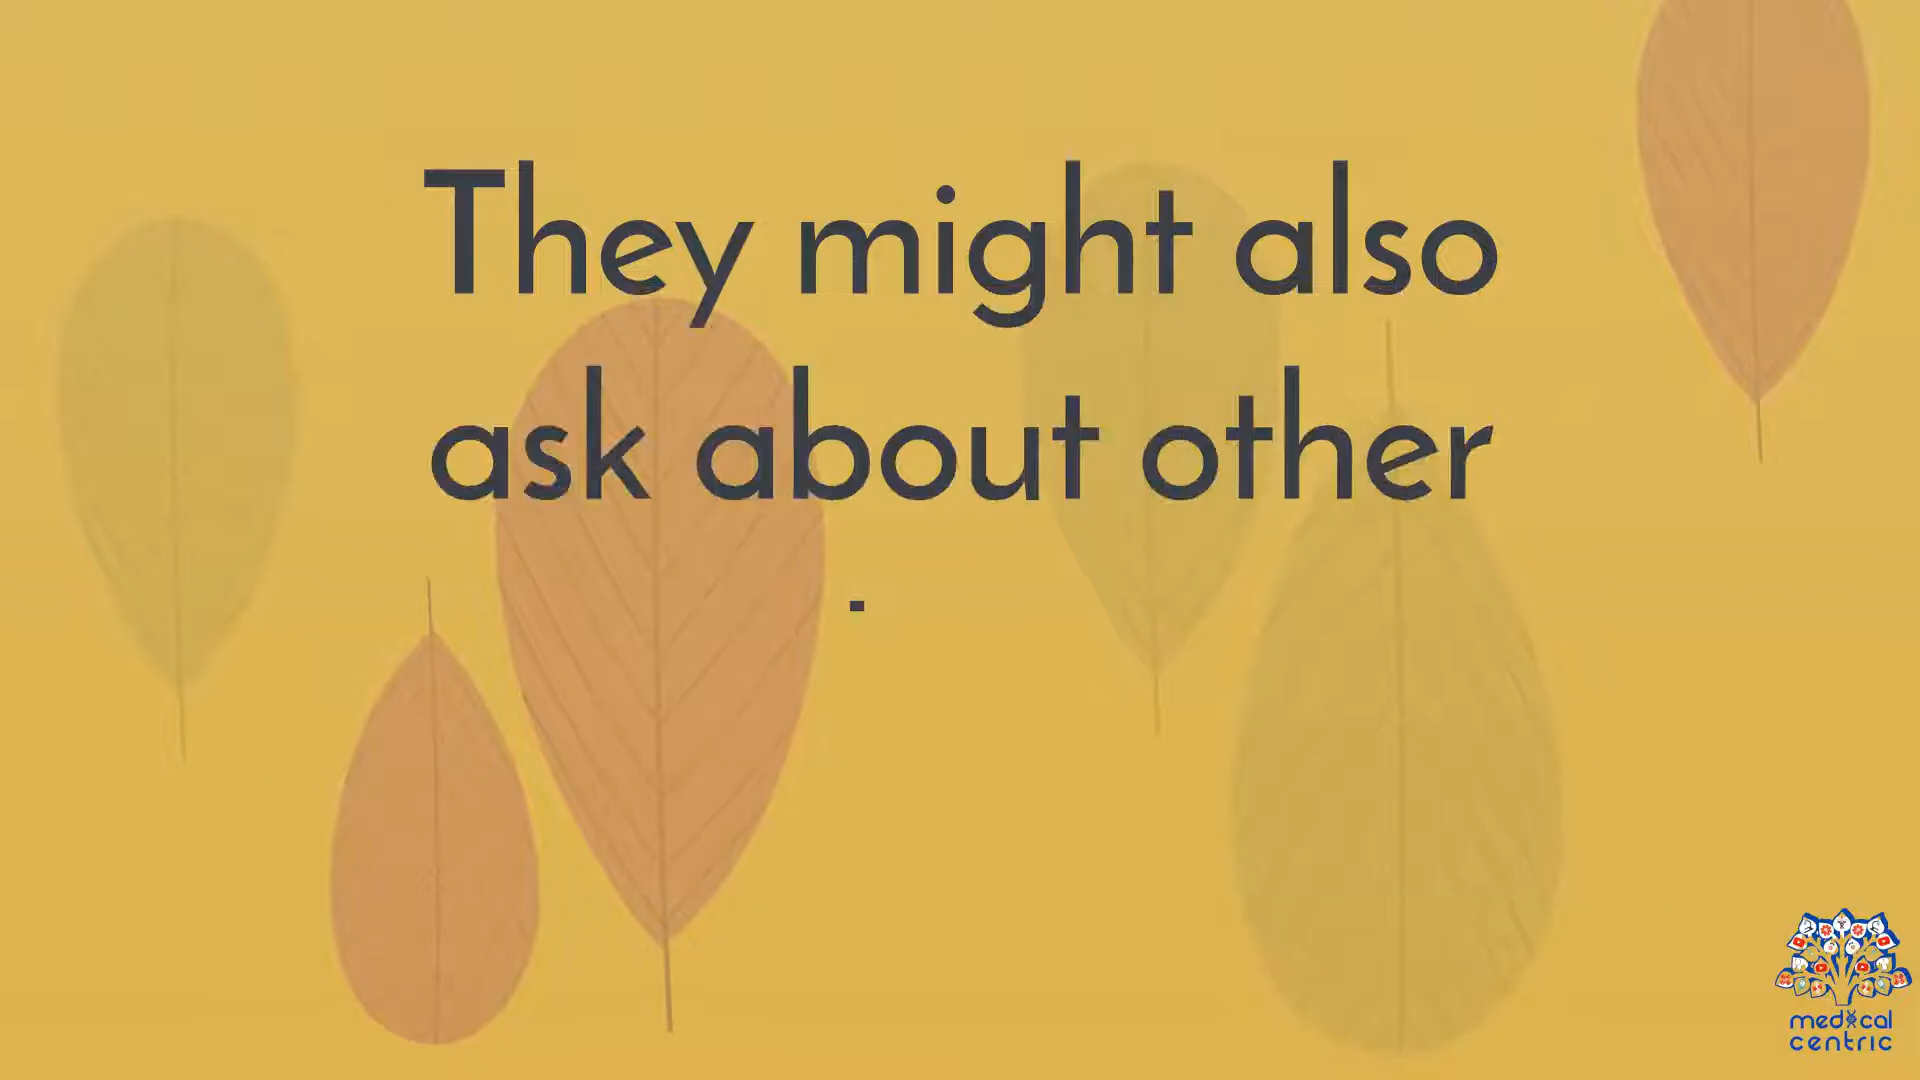 They might also
ask about other
medical
centric